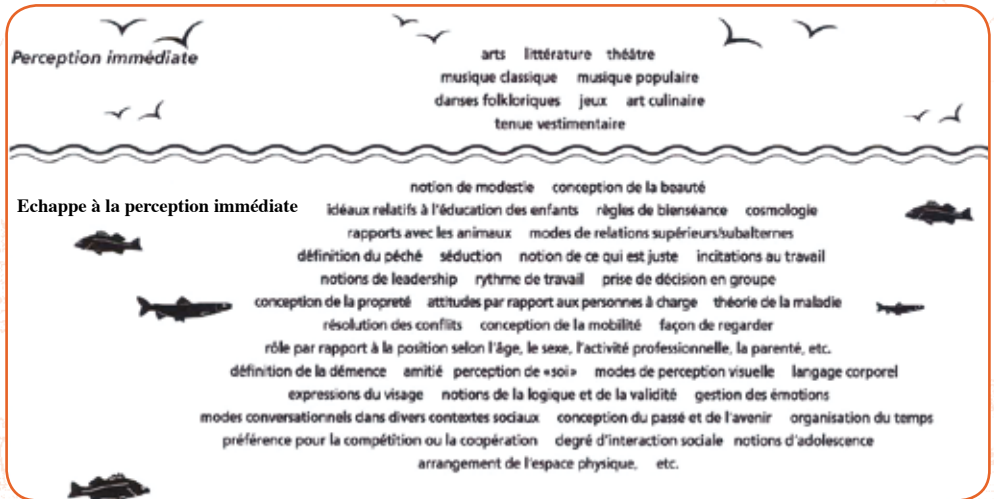 Perception immédiate
arts littérature théâtre
musique classique musique populaire
danses folkloriques jeux art culinaire
tenue vestimentaire
notion de modestie conception de la beauté
Echappe à la perception immédiate
idéaux relatifs à l'éducation des enfants règles de bienséance cosmologie
rapports avec les animaux modes de relations supérieurs/subalternes
définition du péché séduction notion de ce qui est juste incitations au travail
notions de leadership rythme de travail prise de décision en groupe
conception de la propreté attitudes par rapport aux personnes à charge théorie de la maladie
résolution des conflits conception de la mobilité façon de regarder
rôle par rapport à la position selon l'âge, le sexe, l'activité professionnelle, la parenté, etc.
définition de la démence amitié perception de «soi» modes de perception visuelle langage corporel
expressions du visage notions de la logique et de la validité gestion des émotions
modes conversationnels dans divers contextes sociaux conception du passé et de l'avenir organisation du temps
préférence pour la compétition ou la coopération degré d'interaction sociale notions d'adolescence
arrangement de l'espace physique, etc.